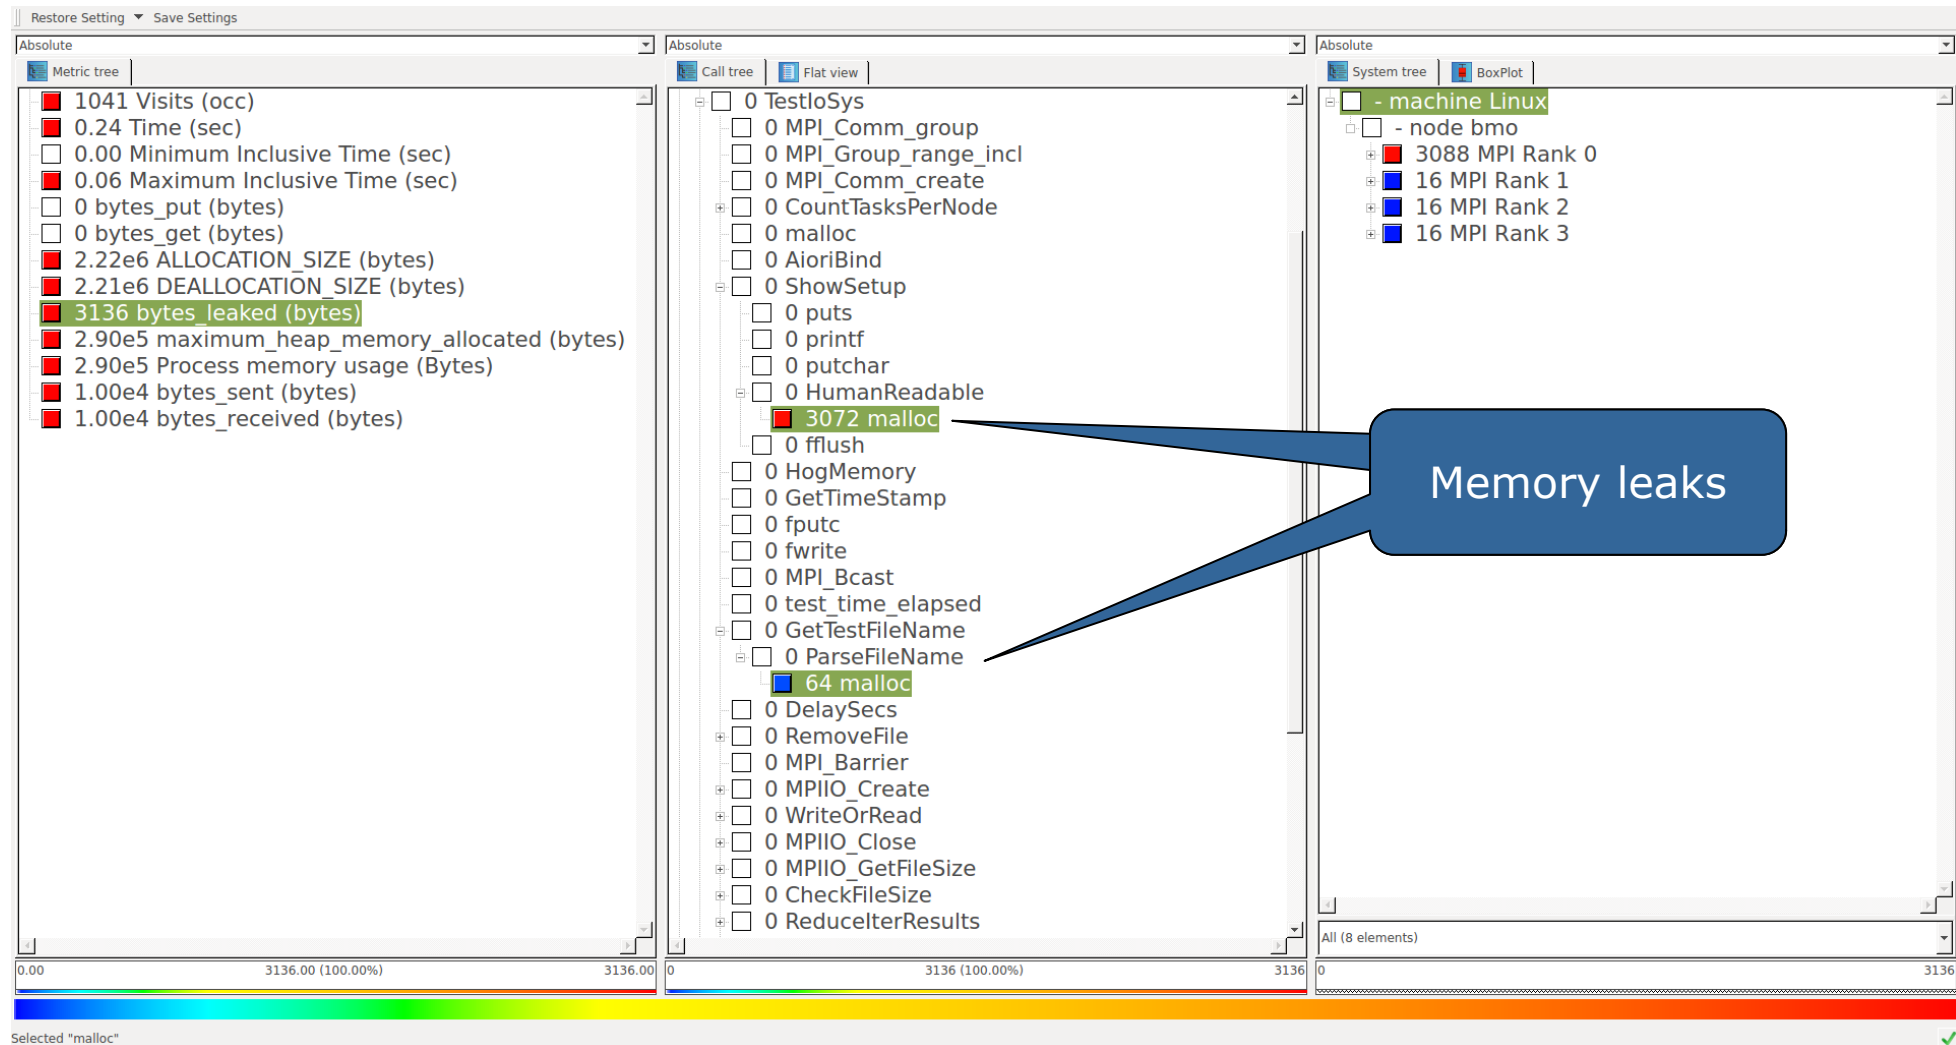 Restore Setting Save Settings
Absolute
Metric tree
1041 Visits (occ)
0.24 Time (sec)
0.00 Minimum Inclusive Time (sec)
0.06 Maximum Inclusive Time (sec)
0 bytes_put (bytes)
0 bytes_get (bytes)
2.22e6 ALLOCATION_SIZE (bytes)
2.21e6 DEALLOCATION_SIZE (bytes)
3136 bytes_leaked (bytes)
2.90e5 maximum_heap_memory_allocated (bytes)
2.90e5 Process memory usage (Bytes)
1.00e4 bytes_sent (bytes)
1.00e4 bytes_received (bytes)
0.00 3136.00 (100.00%) 3136.00
Absolute
Call tree Flat view
0 TestIoSys
0 MPI_Comm_group
0 MPI_Group_range_incl
0 MPI_Comm_create
0 CountTasksPerNode
0 malloc
0 AioriBind
0 ShowSetup
0 puts
0 printf
0 putchar
0 HumanReadable
3072 malloc
0 fflush
0 HogMemory
0 GetTimeStamp
0 fputc
0 fwrite
0 MPI_Bcast
0 test_time_elapsed
0 GetTestFileName
0 ParseFileName
64 malloc
0 DelaySecs
0 RemoveFile
0 MPI_Barrier
0 MPIIO_Create
0 WriteOrRead
0 MPIIO_Close
0 MPIIO_GetFileSize
0 CheckFileSize
0 ReduceIterResults
0 3136 (100.00%) 3136
Absolute
System tree BoxPlot
- machine Linux
- node bmo
3088 MPI Rank 0
16 MPI Rank 1
16 MPI Rank 2
16 MPI Rank 3
Memory leaks
All (8 elements)
0 3136
Selected "malloc"